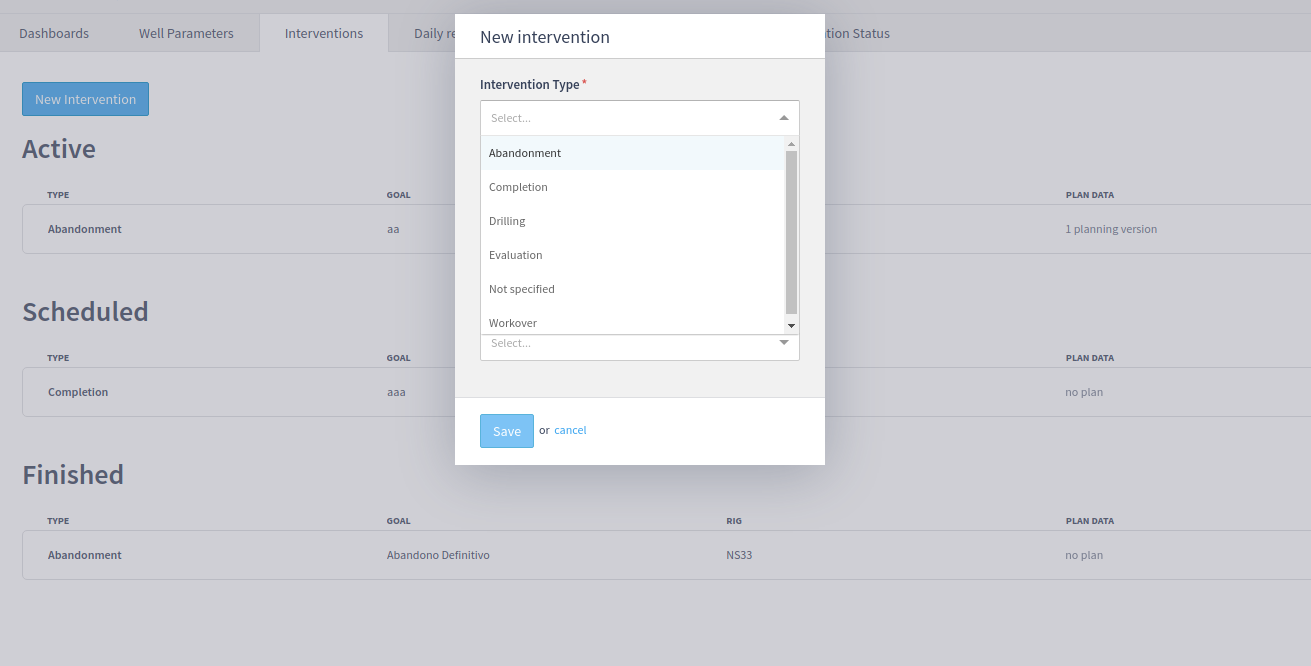 Dashboards
Well Parameters
Interventions
Daily re
tion Status
New Intervention
Active
TYPE GOAL PLAN DATA
Abandonment aa 1 planning version
Scheduled
TYPE GOAL PLAN DATA
Completion aaa no plan
Finished
TYPE GOAL RIG PLAN DATA
Abandonment Abandono Definitivo NS33 no plan
New intervention
Intervention Type *
Select...
Abandonment
Completion
Drilling
Evaluation
Not specified
Workover
Select...
Save or cancel